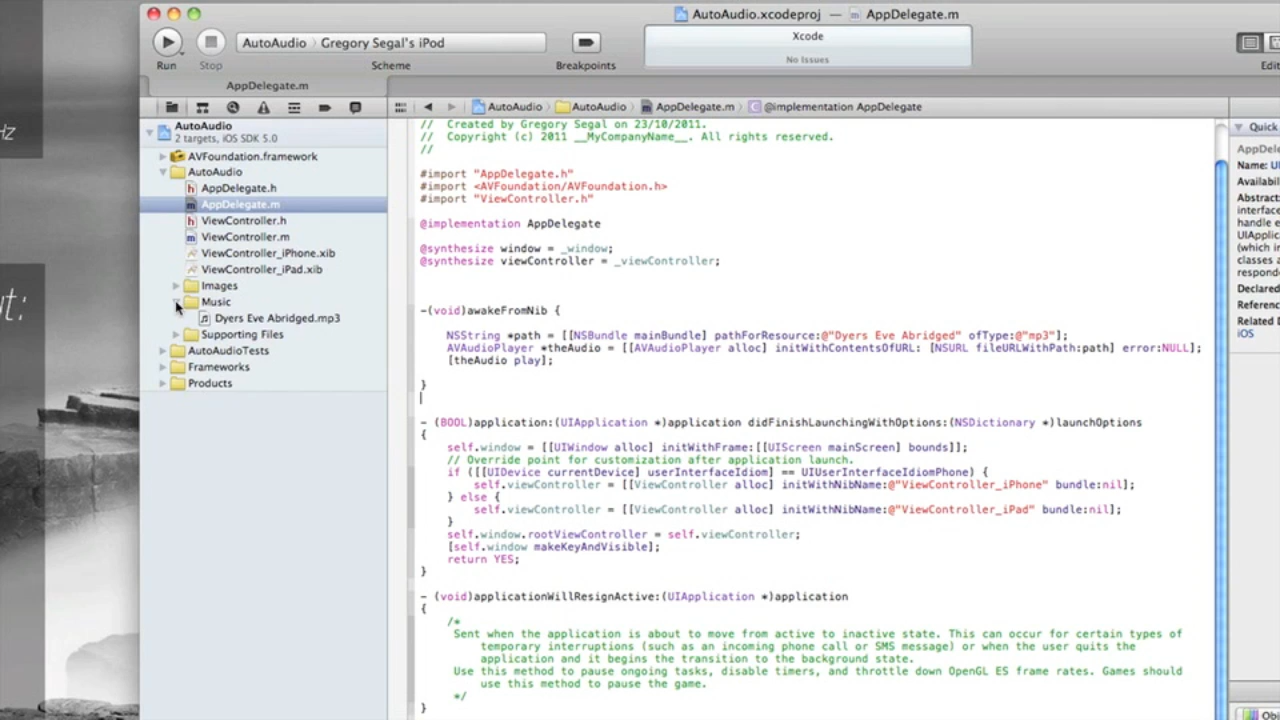 AutoAudio.xcodeproj — AppDelegate.m
AutoAudio › Gregory Segal's iPod
Xcode
No Issues
Run
Stop
Scheme
Breakpoints
AppDelegate.m
AutoAudio › AutoAudio › AppDelegate.m › @implementation AppDelegate
Hz
AutoAudio
2 targets, iOS SDK 5.0
AVFoundation.framework
AutoAudio
AppDelegate.h
AppDelegate.m
ViewController.h
ViewController.m
ViewController_iPhone.xib
ViewController_iPad.xib
Images
Music
Dyers Eve Abridged.mp3
Supporting Files
AutoAudioTests
Frameworks
Products
// Created by Gregory Segal on 23/10/2011.
// Copyright (c) 2011 __MyCompanyName__. All rights reserved.
//
#import "AppDelegate.h"
#import <AVFoundation/AVFoundation.h>
#import "ViewController.h"
@implementation AppDelegate
@synthesize window = _window;
@synthesize viewController = _viewController;
-(void)awakeFromNib {
NSString *path = [[NSBundle mainBundle] pathForResource:@"Dyers Eve Abridged" ofType:@"mp3"];
AVAudioPlayer *theAudio = [[AVAudioPlayer alloc] initWithContentsOfURL: [NSURL fileURLWithPath:path] error:NULL];
[theAudio play];
}
- (BOOL)application:(UIApplication *)application didFinishLaunchingWithOptions:(NSDictionary *)launchOptions
{
self.window = [[UIWindow alloc] initWithFrame:[[UIScreen mainScreen] bounds]];
// Override point for customization after application launch.
if ([[UIDevice currentDevice] userInterfaceIdiom] == UIUserInterfaceIdiomPhone) {
self.viewController = [[ViewController alloc] initWithNibName:@"ViewController_iPhone" bundle:nil];
} else {
self.viewController = [[ViewController alloc] initWithNibName:@"ViewController_iPad" bundle:nil];
}
self.window.rootViewController = self.viewController;
[self.window makeKeyAndVisible];
return YES;
}
- (void)applicationWillResignActive:(UIApplication *)application
{
/*
Sent when the application is about to move from active to inactive state. This can occur for certain types of
temporary interruptions (such as an incoming phone call or SMS message) or when the user quits the
application and it begins the transition to the background state.
Use this method to pause ongoing tasks, disable timers, and throttle down OpenGL ES frame rates. Games should
use this method to pause the game.
*/
}
Quick
Name:
Abstract:
interface
handle e
(which in
classes a
Declared
iOS